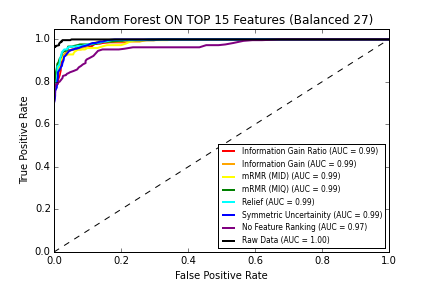 Random Forest ON TOP 15 Features (Balanced 27)
True Positive Rate
1.0
0.8
0.6
0.4
0.2
0.0
Information Gain Ratio (AUC = 0.99)
Information Gain (AUC = 0.99)
mRMR (MID) (AUC = 0.99)
mRMR (MIQ) (AUC = 0.99)
Relief (AUC = 0.99)
Symmetric Uncertainity (AUC = 0.99)
No Feature Ranking (AUC = 0.97)
Raw Data (AUC = 1.00)
0.0 0.2 0.4 0.6 0.8 1.0
False Positive Rate